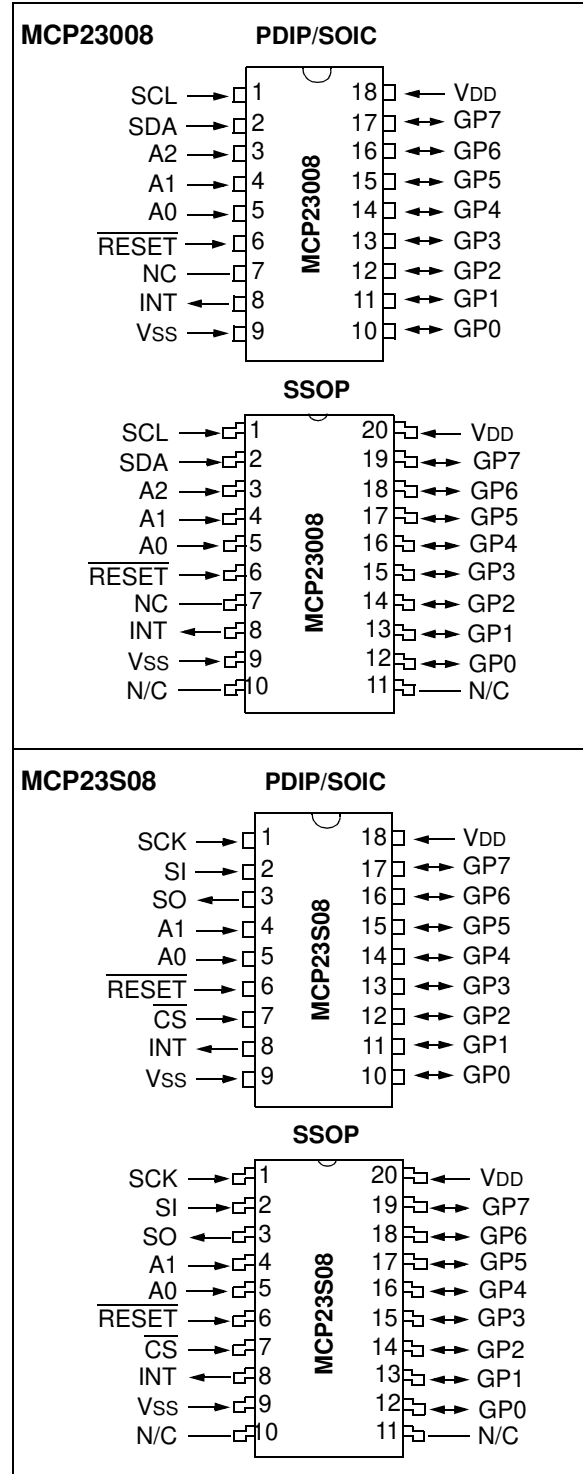 MCP23008 PDIP/SOIC
SCL 1 18 VDD
SDA 2 17 GP7
A2 3 16 GP6
A1 4 15 GP5
A0 5 14 GP4
RESET 6 13 GP3
NC 7 12 GP2
INT 8 11 GP1
VSS 9 10 GP0
MCP23008
SSOP
SCL 1 20 VDD
SDA 2 19 GP7
A2 3 18 GP6
A1 4 17 GP5
A0 5 16 GP4
RESET 6 15 GP3
NC 7 14 GP2
INT 8 13 GP1
VSS 9 12 GP0
N/C 10 11 N/C
MCP23008
MCP23S08 PDIP/SOIC
SCK 1 18 VDD
SI 2 17 GP7
SO 3 16 GP6
A1 4 15 GP5
A0 5 14 GP4
RESET 6 13 GP3
CS 7 12 GP2
INT 8 11 GP1
VSS 9 10 GP0
MCP23S08
SSOP
SCK 1 20 VDD
SI 2 19 GP7
SO 3 18 GP6
A1 4 17 GP5
A0 5 16 GP4
RESET 6 15 GP3
CS 7 14 GP2
INT 8 13 GP1
VSS 9 12 GP0
N/C 10 11 N/C
MCP23S08